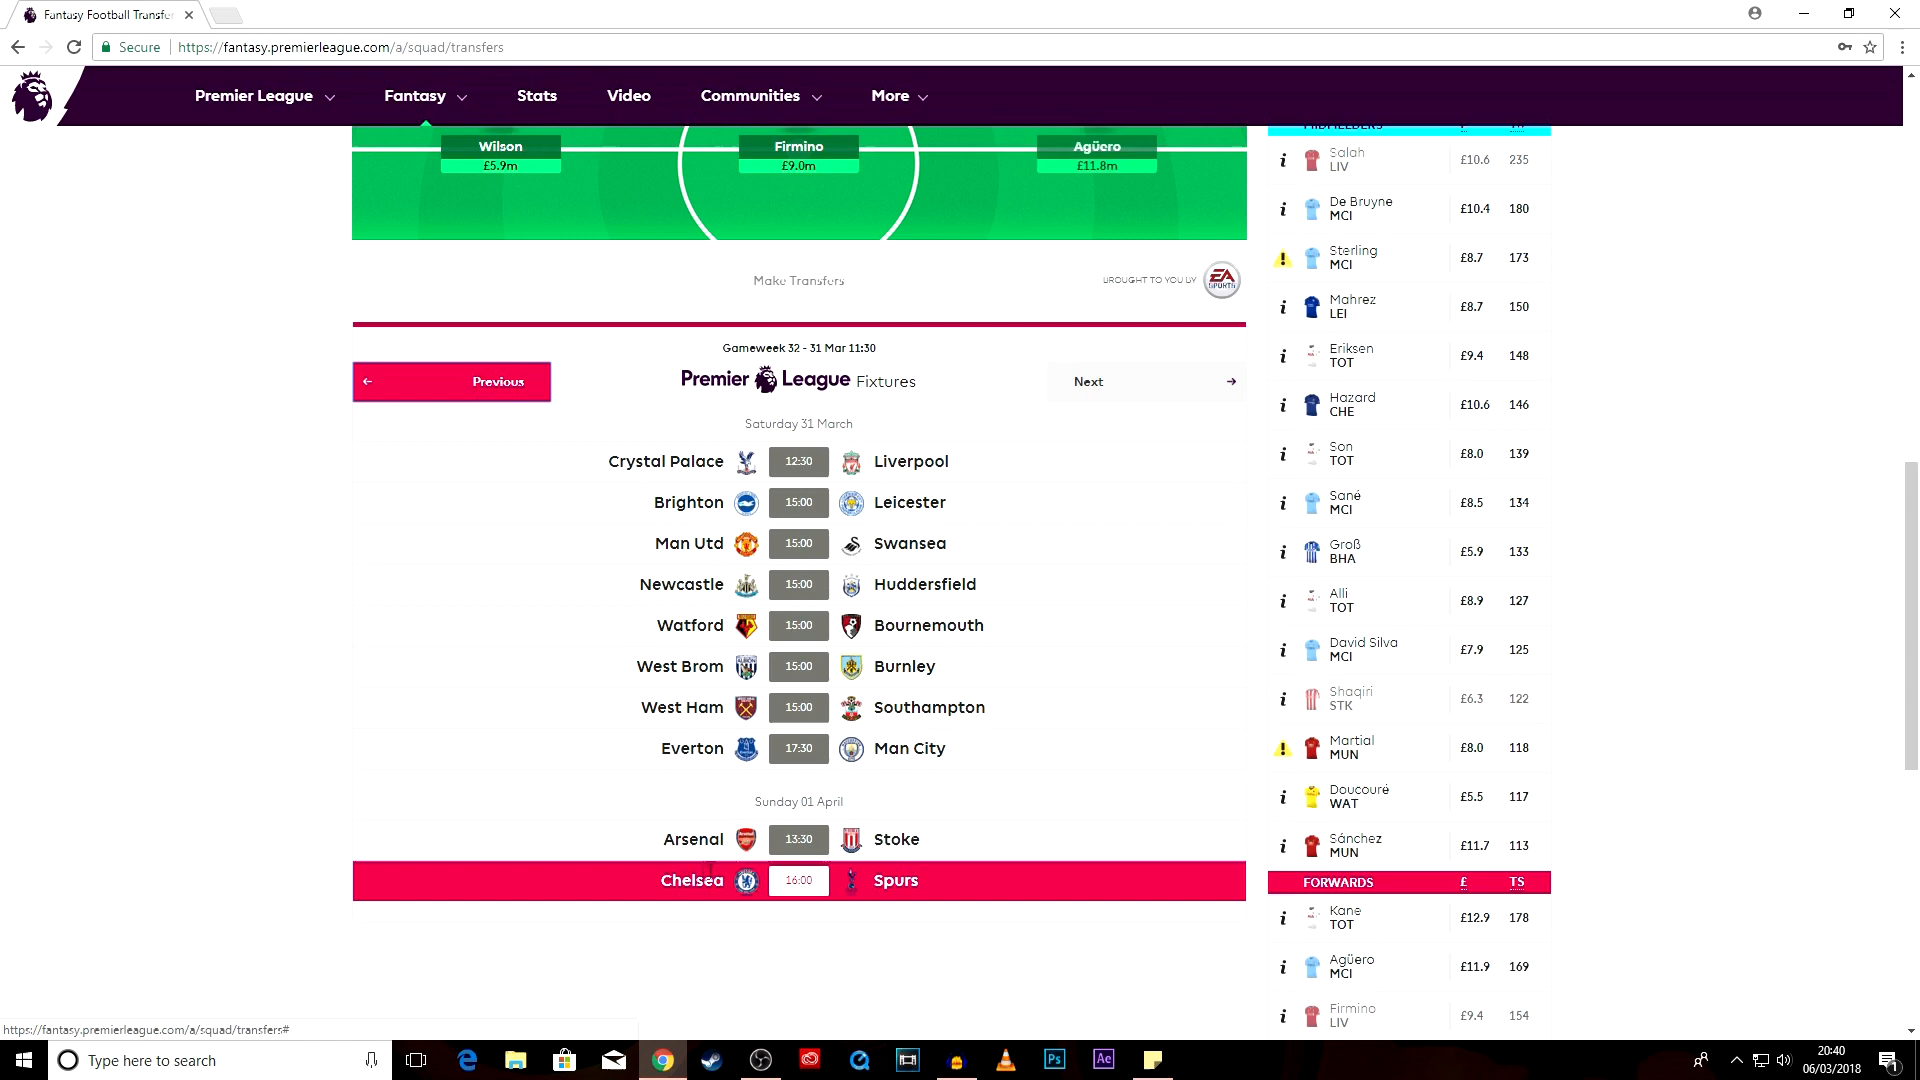 Fantasy Football Transfer
Secure
https://fantasy.premierleague.com/a/squad/transfers
Premier League
Fantasy
Stats
Video
Communities
More
Wilson
£5.9m
Firmino
£9.0m
Agüero
£11.8m
Make Transfers
BROUGHT TO YOU BY
EA SPORTS
Gameweek 32 - 31 Mar 11:30
Previous
Premier League Fixtures
Next
Saturday 31 March
Crystal Palace 12:30 Liverpool
Brighton 15:00 Leicester
Man Utd 15:00 Swansea
Newcastle 15:00 Huddersfield
Watford 15:00 Bournemouth
West Brom 15:00 Burnley
West Ham 15:00 Southampton
Everton 17:30 Man City
Sunday 01 April
Arsenal 13:30 Stoke
Chelsea 16:00 Spurs
MIDFIELDERS
Salah £10.6 235
LIV
De Bruyne £10.4 180
MCI
Sterling £8.7 173
MCI
Mahrez £8.7 150
LEI
Eriksen £9.4 148
TOT
Hazard £10.6 146
CHE
Son £8.0 139
TOT
Sané £8.5 134
MCI
Groß £5.9 133
BHA
Alli £8.9 127
TOT
David Silva £7.9 125
MCI
Shaqiri £6.3 122
STK
Martial £8.0 118
MUN
Doucouré £5.5 117
WAT
Sánchez £11.7 113
MUN
FORWARDS £ TS
Kane £12.9 178
TOT
Agüero £11.9 169
MCI
Firmino £9.4 154
LIV
https://fantasy.premierleague.com/a/squad/transfers#
Type here to search
Ps
Ae
20:40
06/03/2018
1